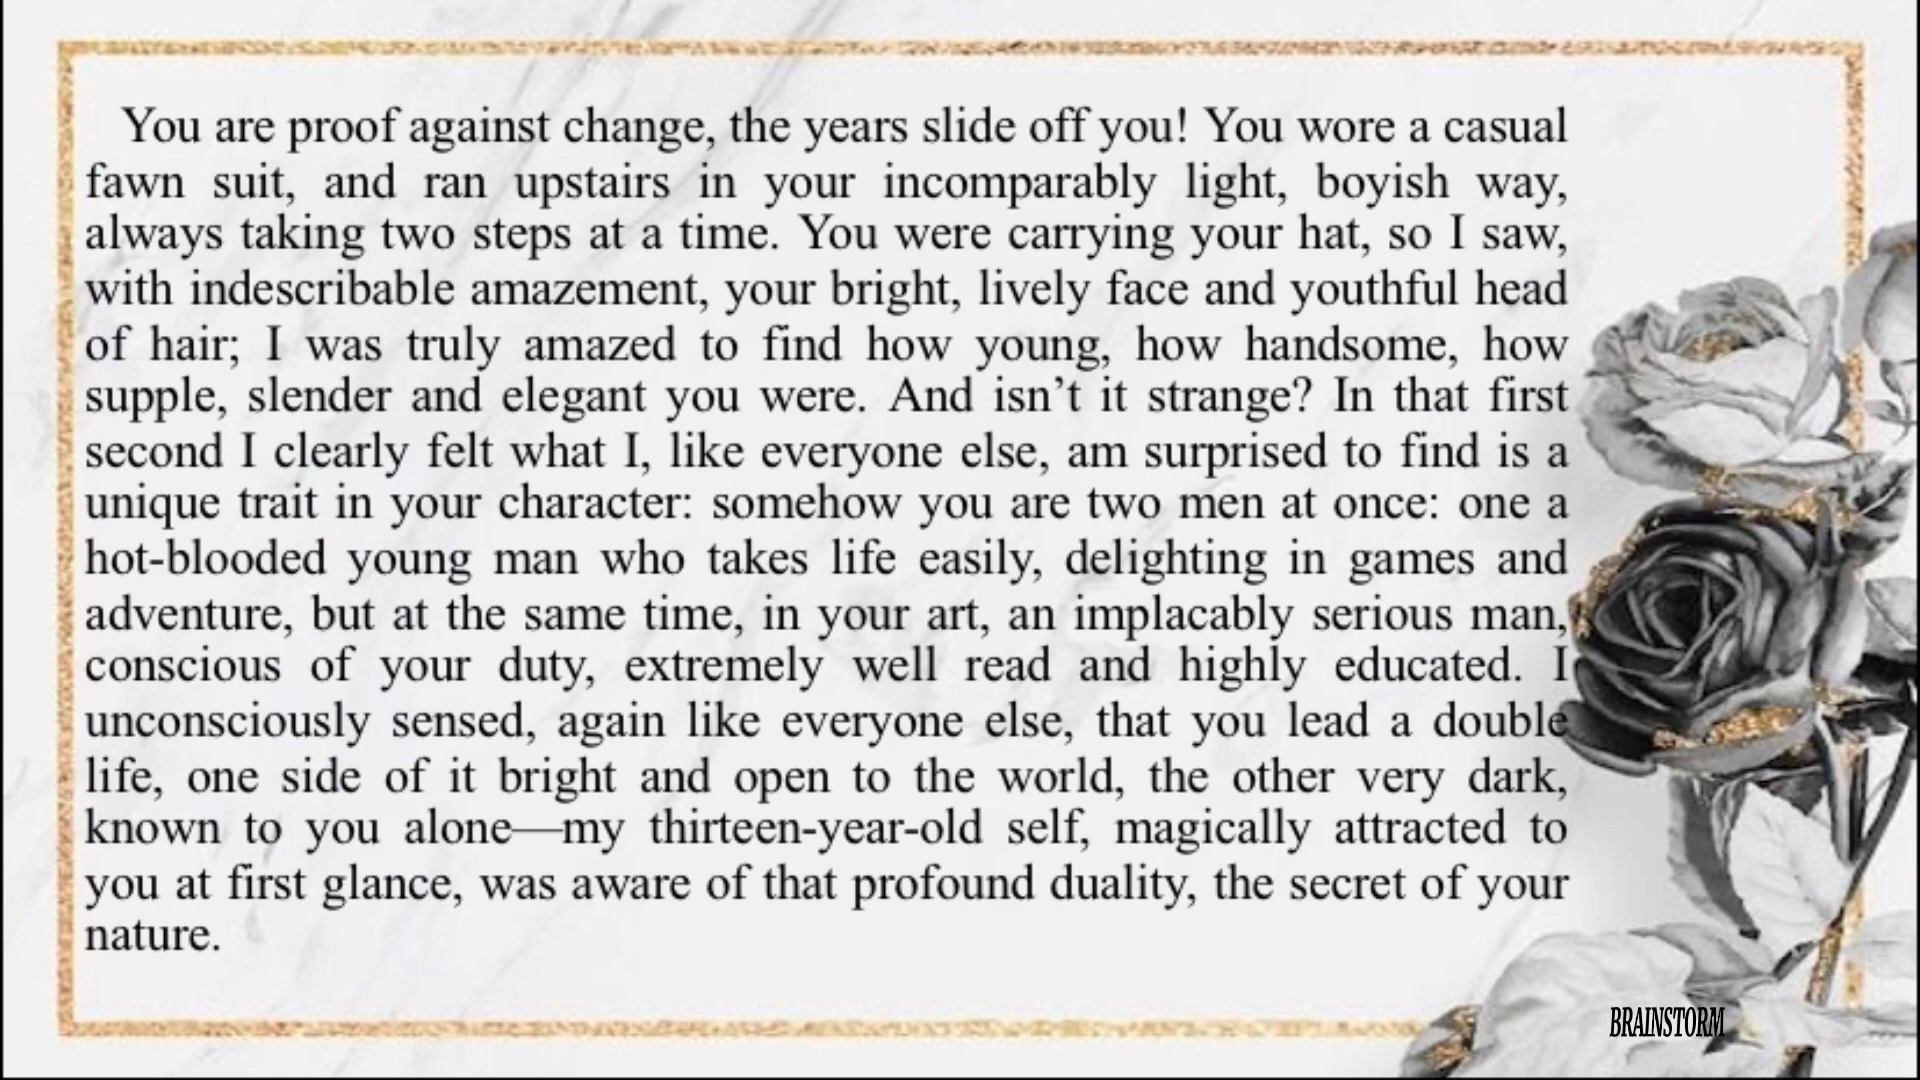 You are proof against change, the years slide off you! You wore a casual
fawn suit, and ran upstairs in your incomparably light, boyish way,
always taking two steps at a time. You were carrying your hat, so I saw,
with indescribable amazement, your bright, lively face and youthful head
of hair; I was truly amazed to find how young, how handsome, how
supple, slender and elegant you were. And isn’t it strange? In that first
second I clearly felt what I, like everyone else, am surprised to find is a
unique trait in your character: somehow you are two men at once: one a
hot-blooded young man who takes life easily, delighting in games and
adventure, but at the same time, in your art, an implacably serious man,
conscious of your duty, extremely well read and highly educated. I
unconsciously sensed, again like everyone else, that you lead a double
life, one side of it bright and open to the world, the other very dark,
known to you alone—my thirteen-year-old self, magically attracted to
you at first glance, was aware of that profound duality, the secret of your
nature.
BRAINSTORM